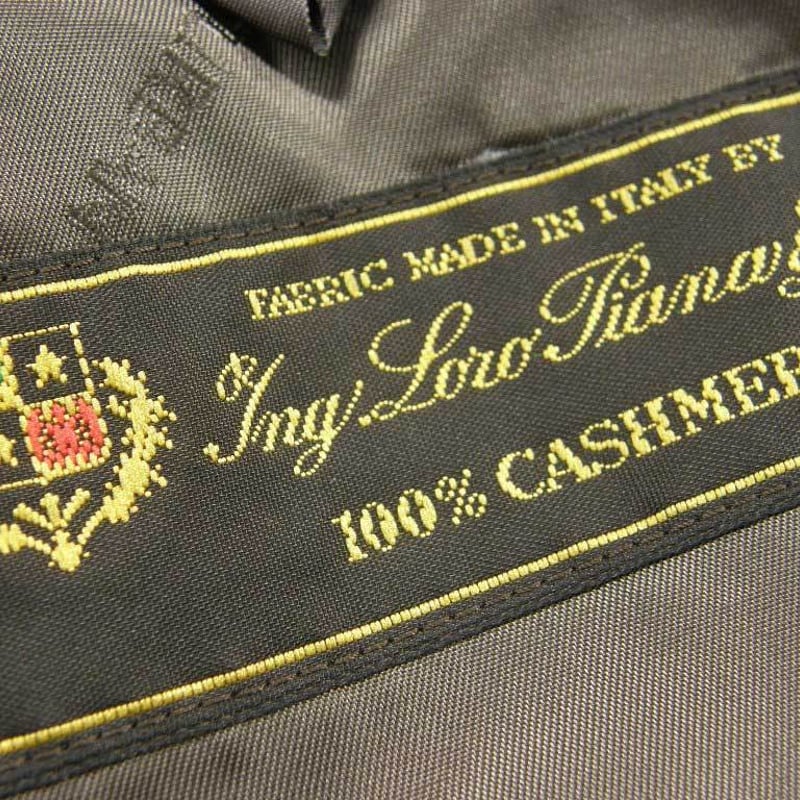 FABRIC MADE IN ITALY BY
Ing Loro Piana &
100% CASHMER